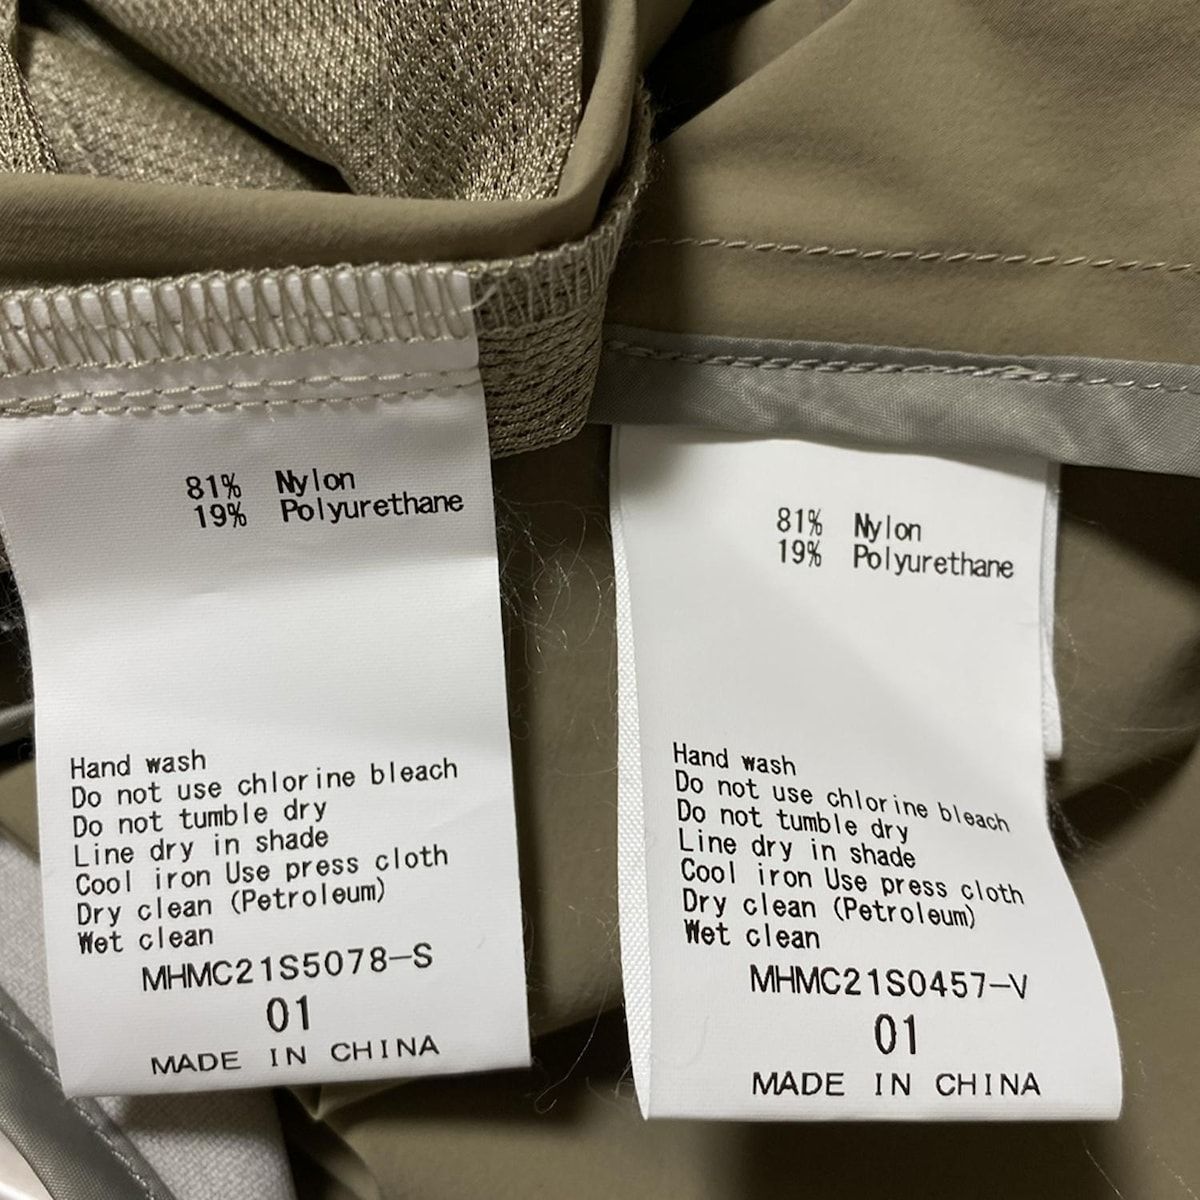 81% Nylon
19% Polyurethane
Hand wash
Do not use chlorine bleach
Do not tumble dry
Line dry in shade
Cool iron Use press cloth
Dry clean (Petroleum)
Wet clean
MHMC21S5078-S
01
MADE IN CHINA
81% Nylon
19% Polyurethane
Hand wash
Do not use chlorine bleach
Do not tumble dry
Line dry in shade
Cool iron Use press cloth
Dry clean (Petroleum)
Wet clean
MHMC21S0457-V
01
MADE IN CHINA